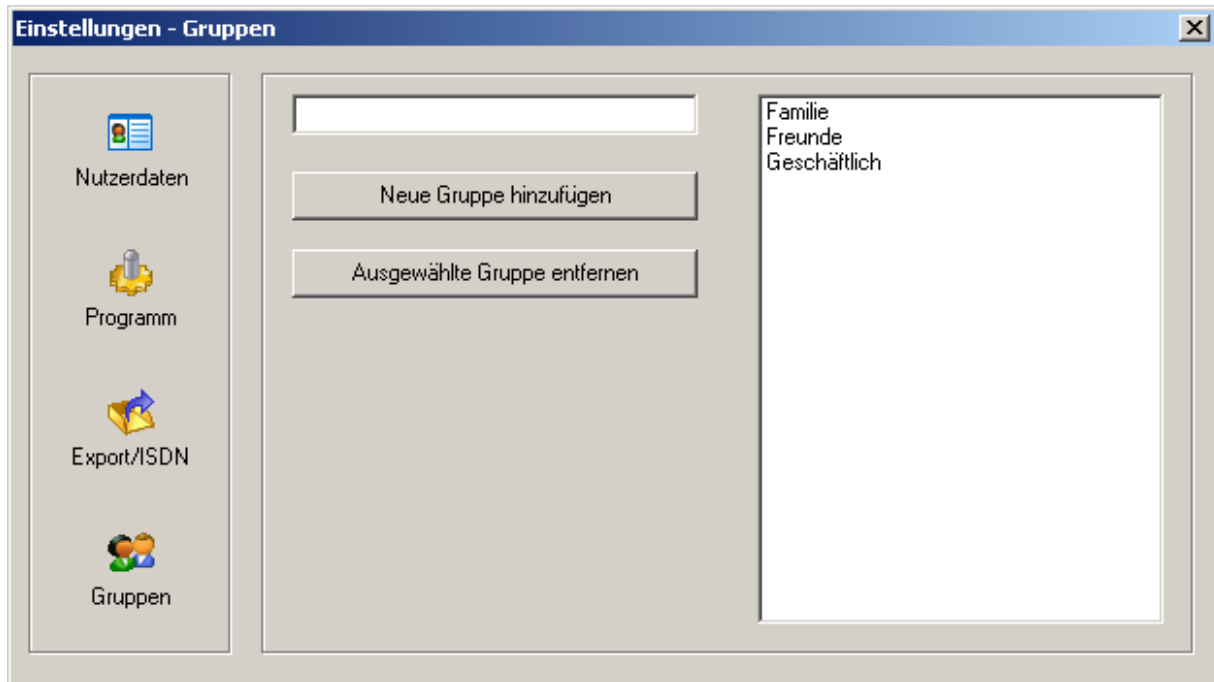 Einstellungen - Gruppen
Nutzerdaten
Programm
Export/ISDN
Gruppen
Neue Gruppe hinzufügen
Ausgewählte Gruppe entfernen
Familie
Freunde
Geschäftlich